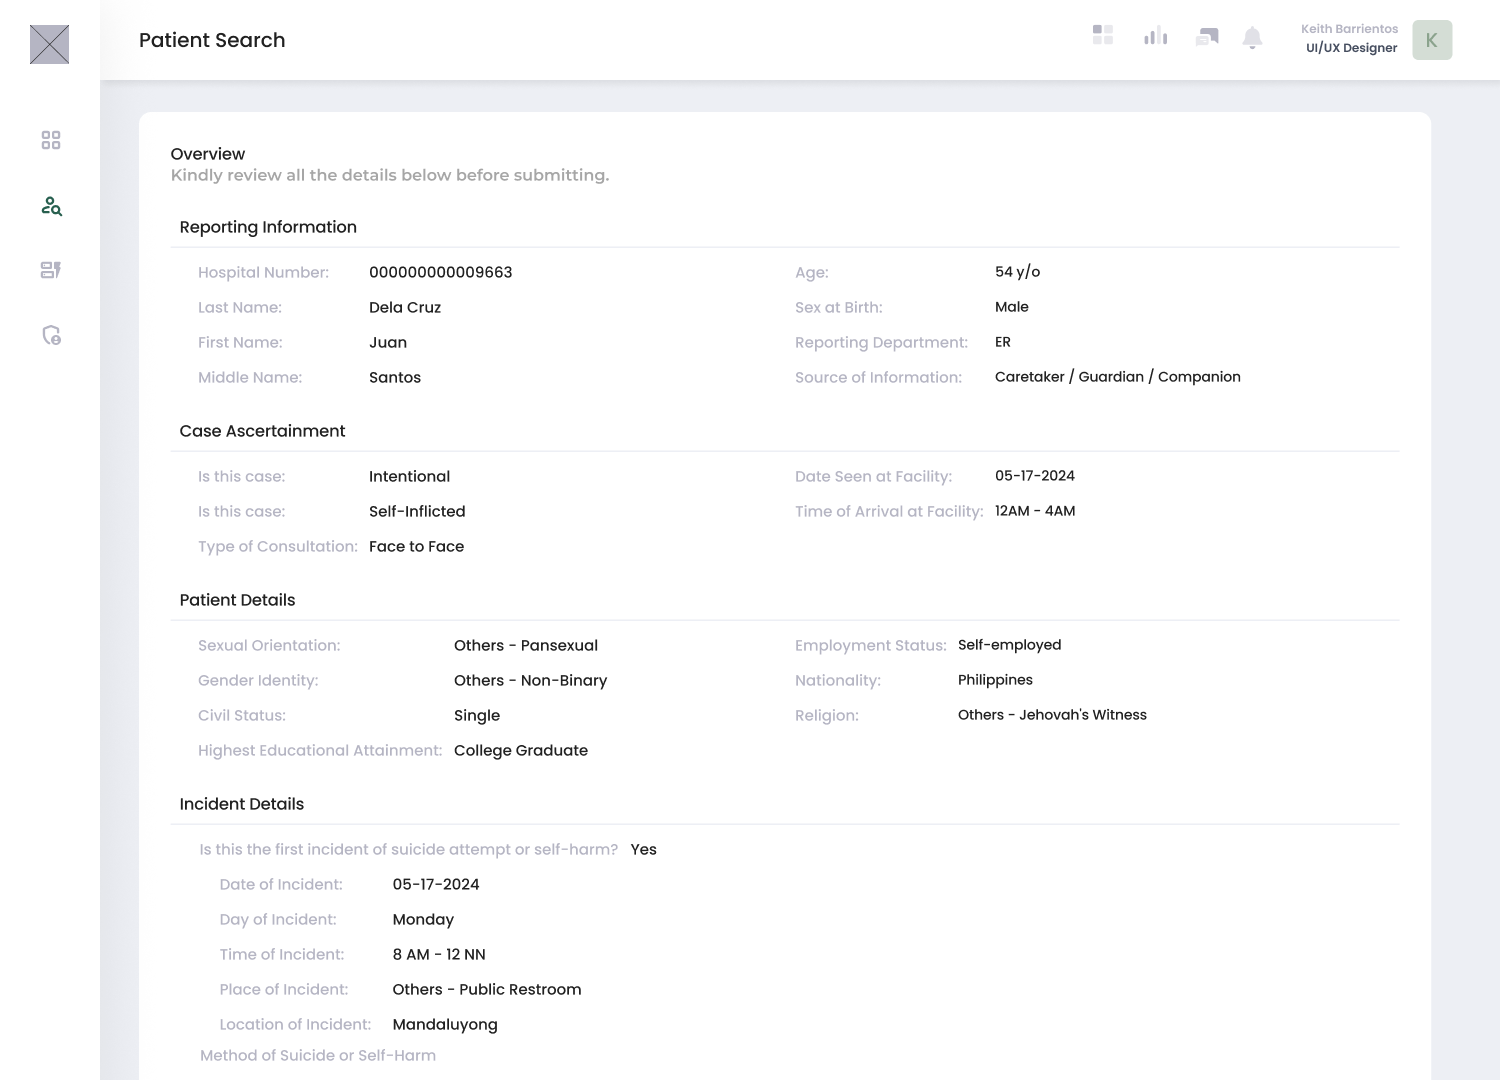 Patient Search
Keith Barrientos
UI/UX Designer
K
Overview
Kindly review all the details below before submitting.
Reporting Information
Hospital Number: 000000000009663
Age: 54 y/o
Last Name: Dela Cruz
Sex at Birth: Male
First Name: Juan
Reporting Department: ER
Middle Name: Santos
Source of Information: Caretaker / Guardian / Companion
Case Ascertainment
Is this case: Intentional
Date Seen at Facility: 05-17-2024
Is this case: Self-Inflicted
Time of Arrival at Facility: 12AM - 4AM
Type of Consultation: Face to Face
Patient Details
Sexual Orientation: Others - Pansexual
Employment Status: Self-employed
Gender Identity: Others - Non-Binary
Nationality: Philippines
Civil Status: Single
Religion: Others - Jehovah's Witness
Highest Educational Attainment: College Graduate
Incident Details
Is this the first incident of suicide attempt or self-harm? Yes
Date of Incident: 05-17-2024
Day of Incident: Monday
Time of Incident: 8 AM - 12 NN
Place of Incident: Others - Public Restroom
Location of Incident: Mandaluyong
Method of Suicide or Self-Harm